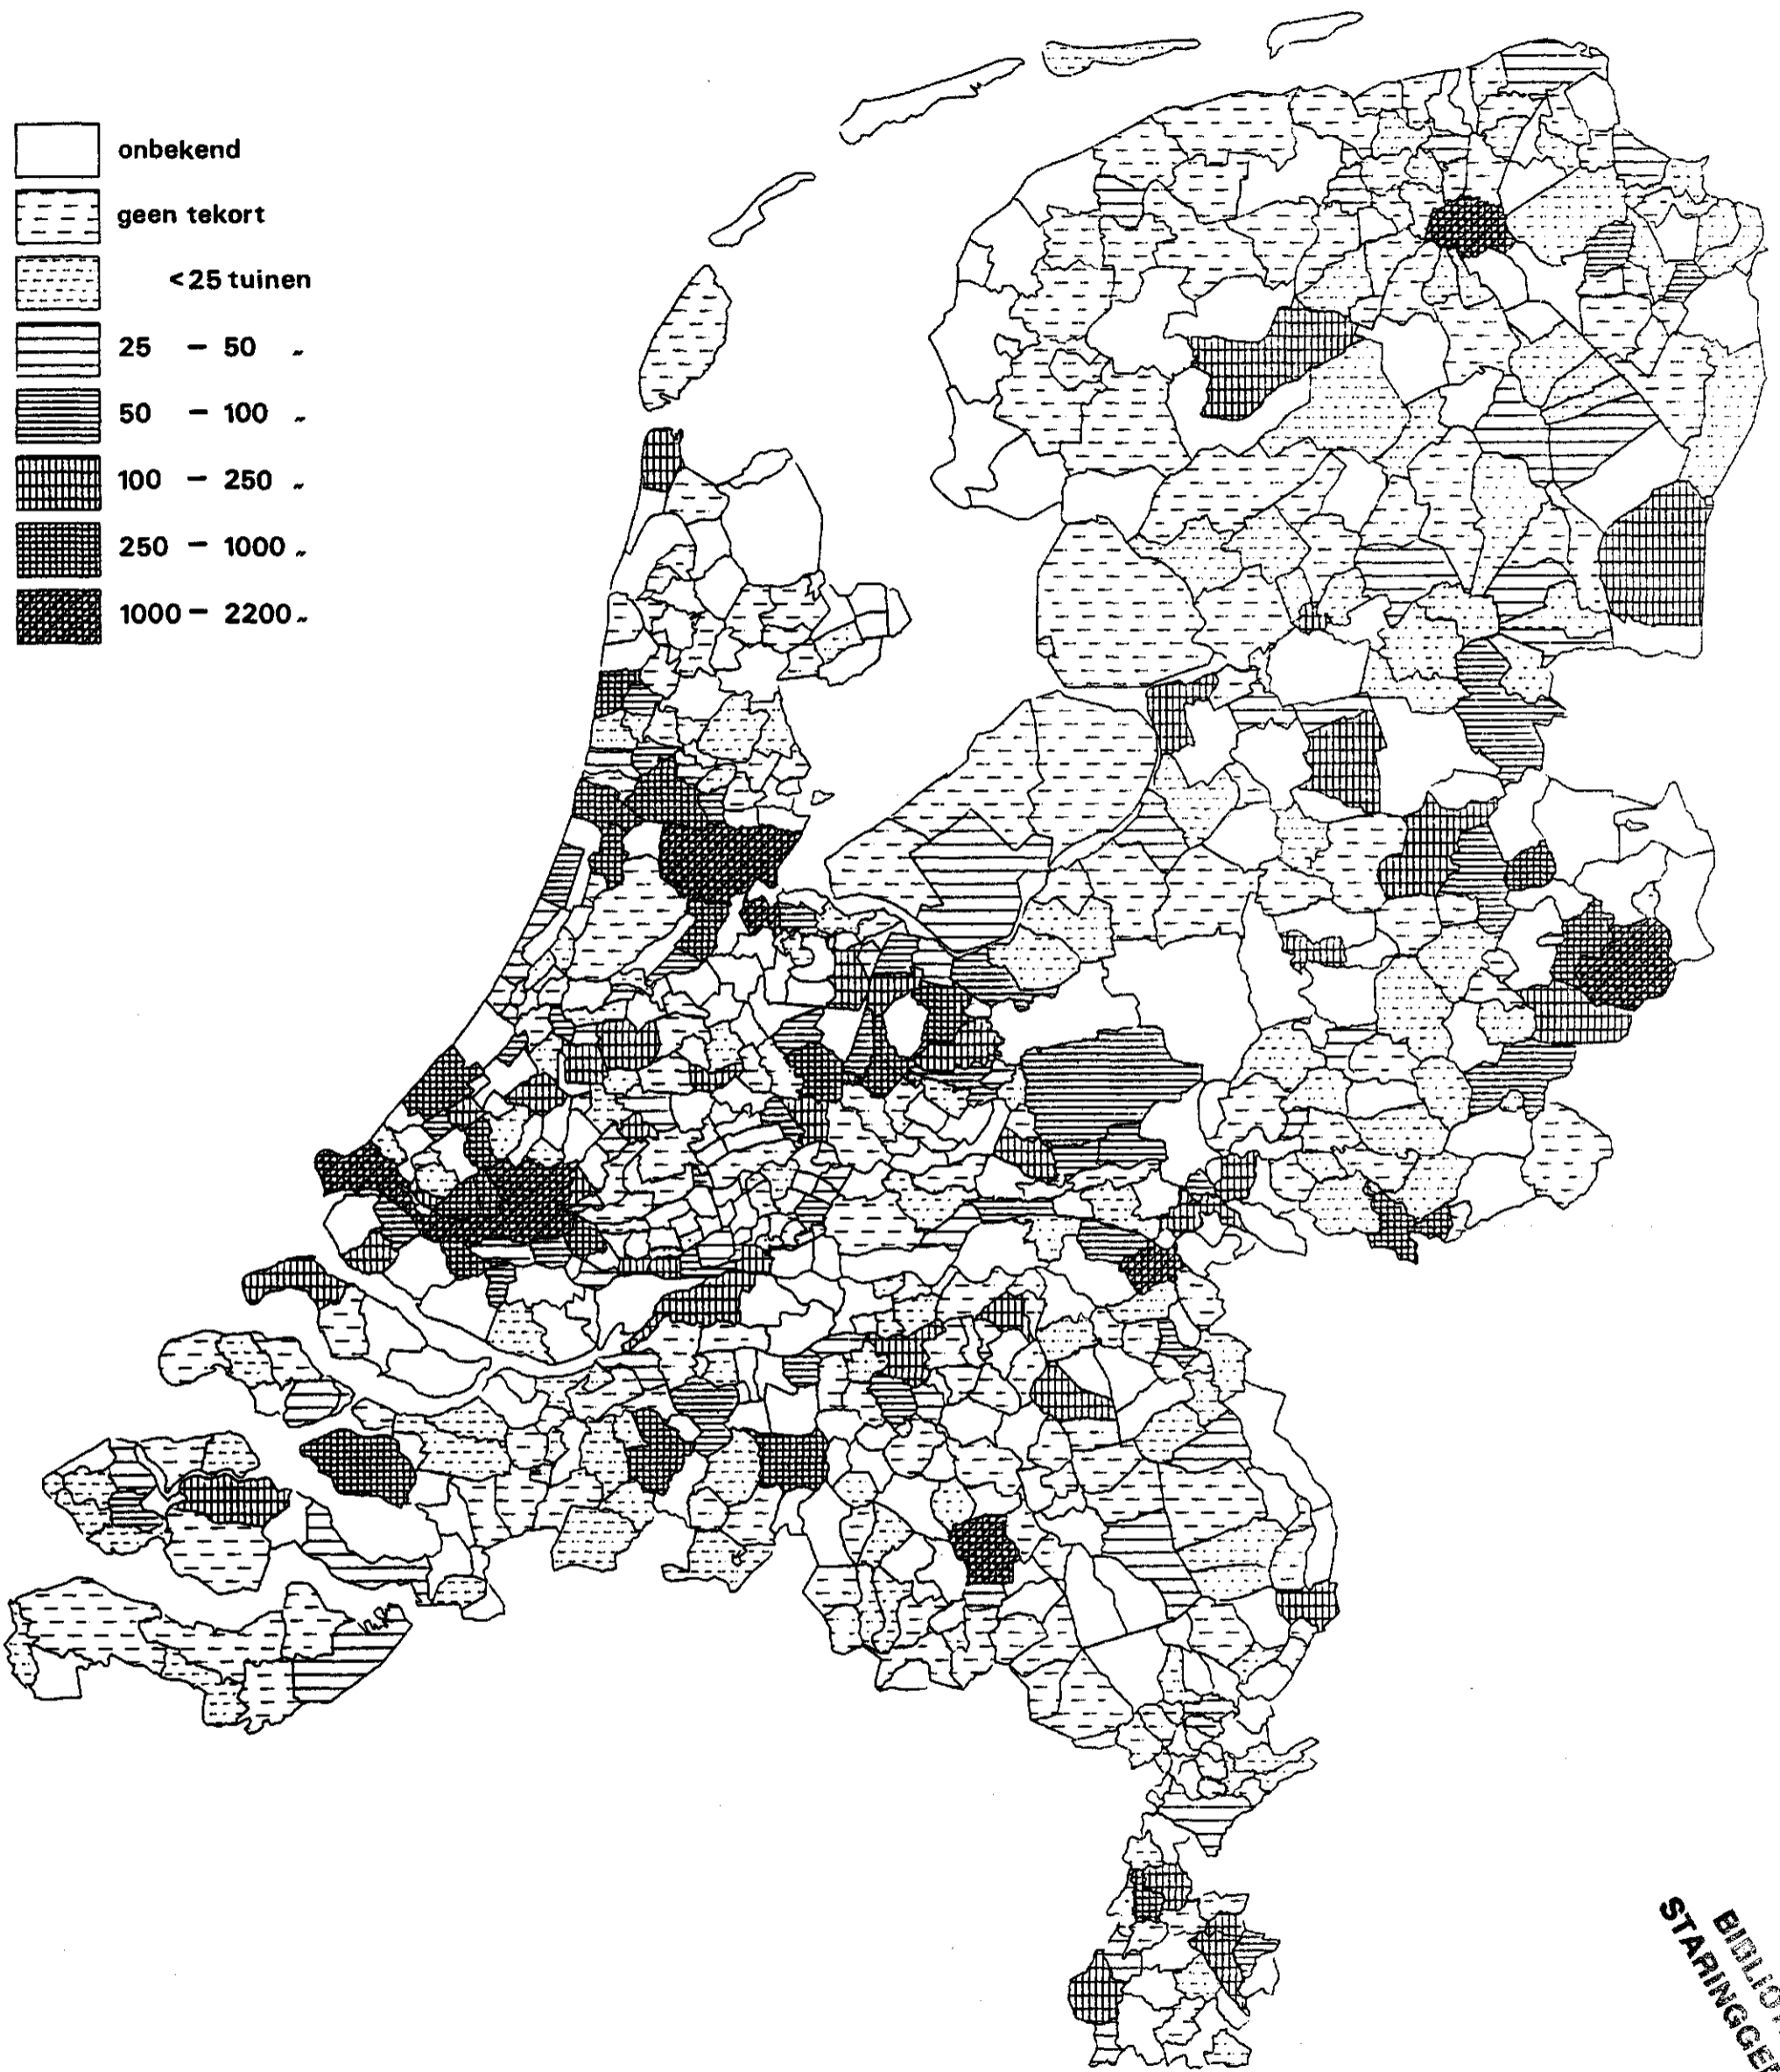 onbekend
geen tekort
<25 tuinen
25 – 50 „
50 – 100 „
100 – 250 „
250 – 1000 „
1000 – 2200 „